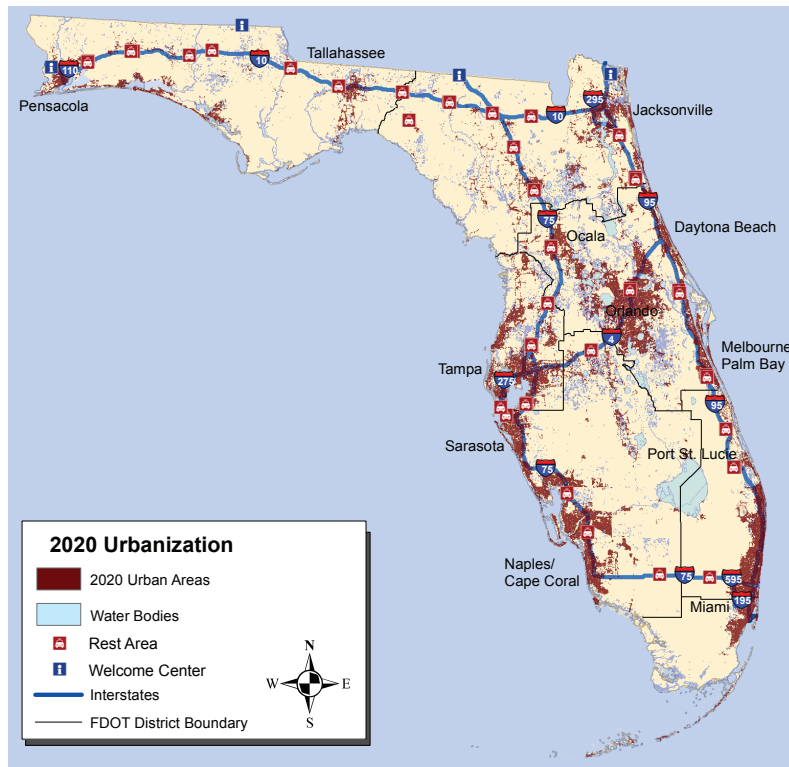 Tallahassee
110
10
Pensacola
295
Jacksonville
10
95
75
Ocala
Daytona Beach
Orlando
4
Melbourne
Palm Bay
Tampa
275
95
Sarasota
Port St. Lucie
75
Naples/
Cape Coral
75
595
195
Miami
2020 Urbanization
2020 Urban Areas
Water Bodies
Rest Area
Welcome Center
Interstates
FDOT District Boundary
N
W
E
S